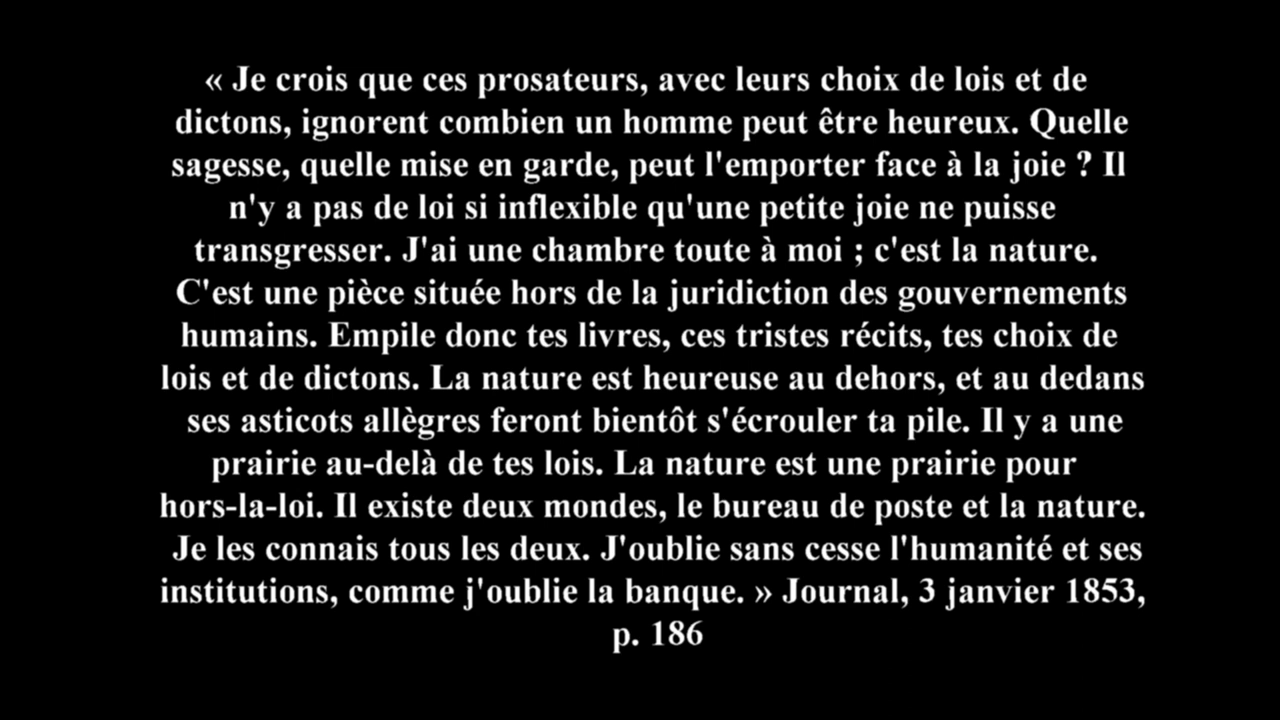 « Je crois que ces prosateurs, avec leurs choix de lois et de
dictons, ignorent combien un homme peut être heureux. Quelle
sagesse, quelle mise en garde, peut l'emporter face à la joie ? Il
n'y a pas de loi si inflexible qu'une petite joie ne puisse
transgresser. J'ai une chambre toute à moi ; c'est la nature.
C'est une pièce située hors de la juridiction des gouvernements
humains. Empile donc tes livres, ces tristes récits, tes choix de
lois et de dictons. La nature est heureuse au dehors, et au dedans
ses asticots allègres feront bientôt s'écrouler ta pile. Il y a une
prairie au-delà de tes lois. La nature est une prairie pour
hors-la-loi. Il existe deux mondes, le bureau de poste et la nature.
Je les connais tous les deux. J'oublie sans cesse l'humanité et ses
institutions, comme j'oublie la banque. » Journal, 3 janvier 1853,
p. 186